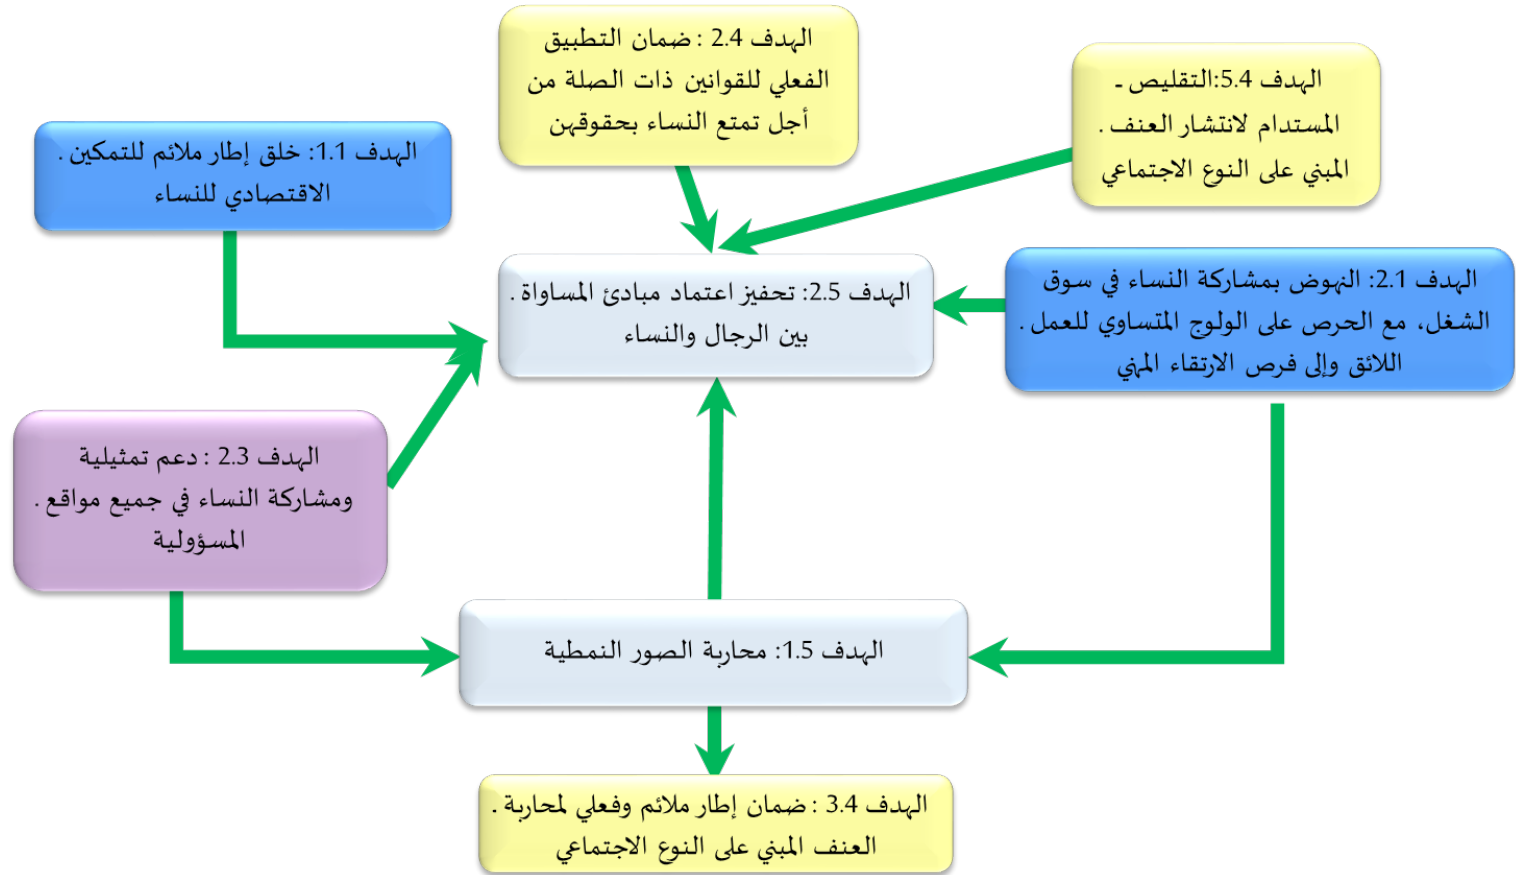 الهدف 2.4 : ضمان التطبيق
الفعلي للقوانين ذات الصلة من
أجل تمتع النساء بحقوقهن
الهدف 5.4:التقليص ـ
المستدام لانتشار العنف .
المبني على النوع الاجتماعي
الهدف 1.1: خلق إطار ملائم للتمكين .
الاقتصادي للنساء
الهدف 2.1: النهوض بمشاركة النساء في سوق
الشغل، مع الحرص على الولوج المتساوي للعمل .
اللائق وإلى فرص الارتقاء المهني
الهدف 2.5: تحفيز اعتماد مبادئ المساواة .
بين الرجال والنساء
الهدف 2.3 : دعم تمثيلية
ومشاركة النساء في جميع مواقع .
المسؤولية
الهدف 1.5: محاربة الصور النمطية
الهدف 3.4 : ضمان إطار ملائم وفعلي لمحاربة .
العنف المبني على النوع الاجتماعي